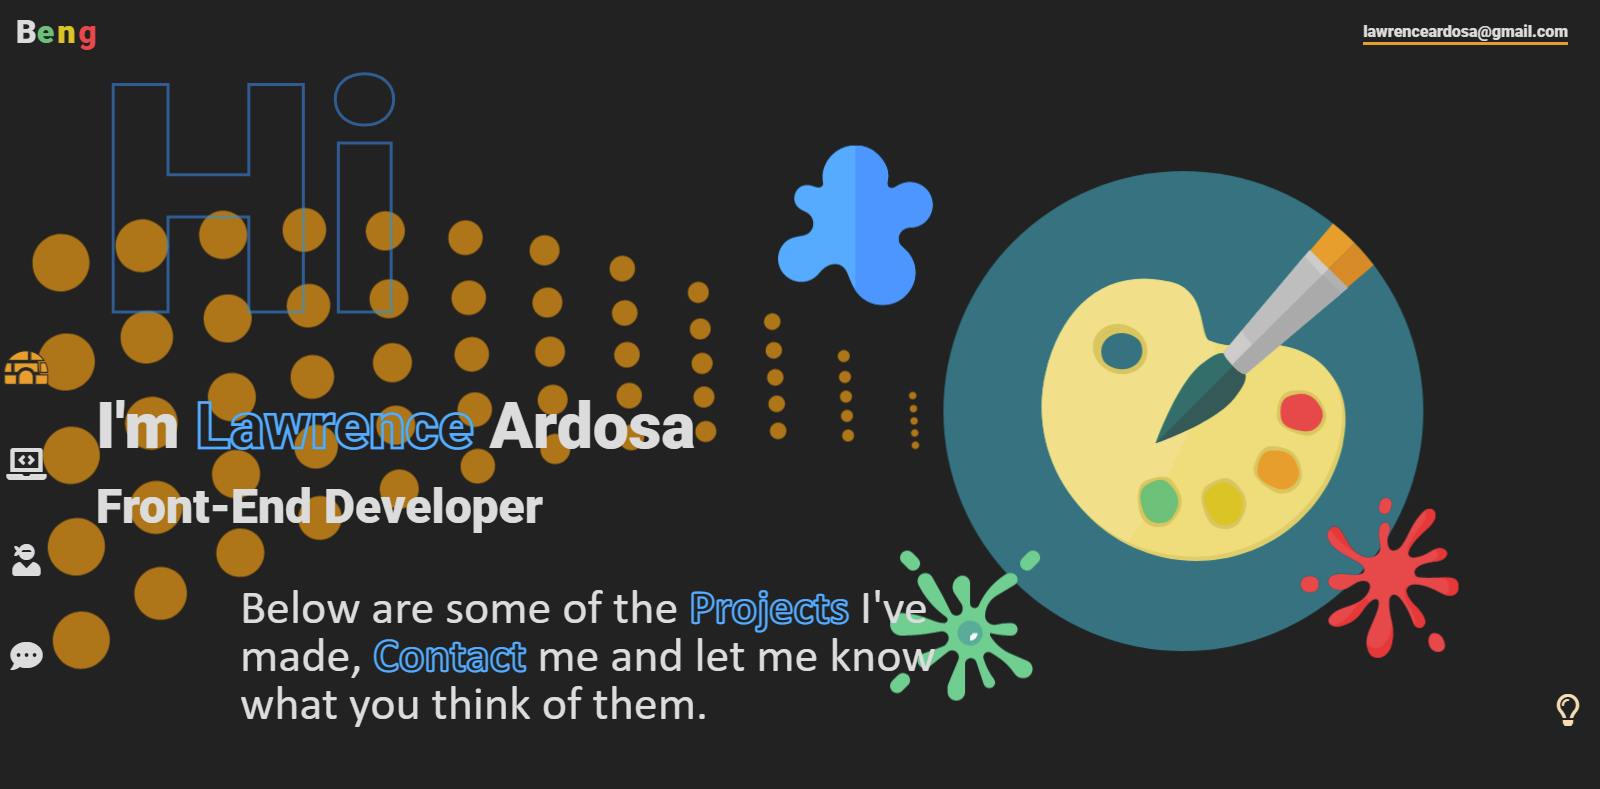 Beng
lawrenceardosa@gmail.com
Hi
I'm Lawrence Ardosa
Front-End Developer
Below are some of the Projects I've
made, Contact me and let me know
what you think of them.